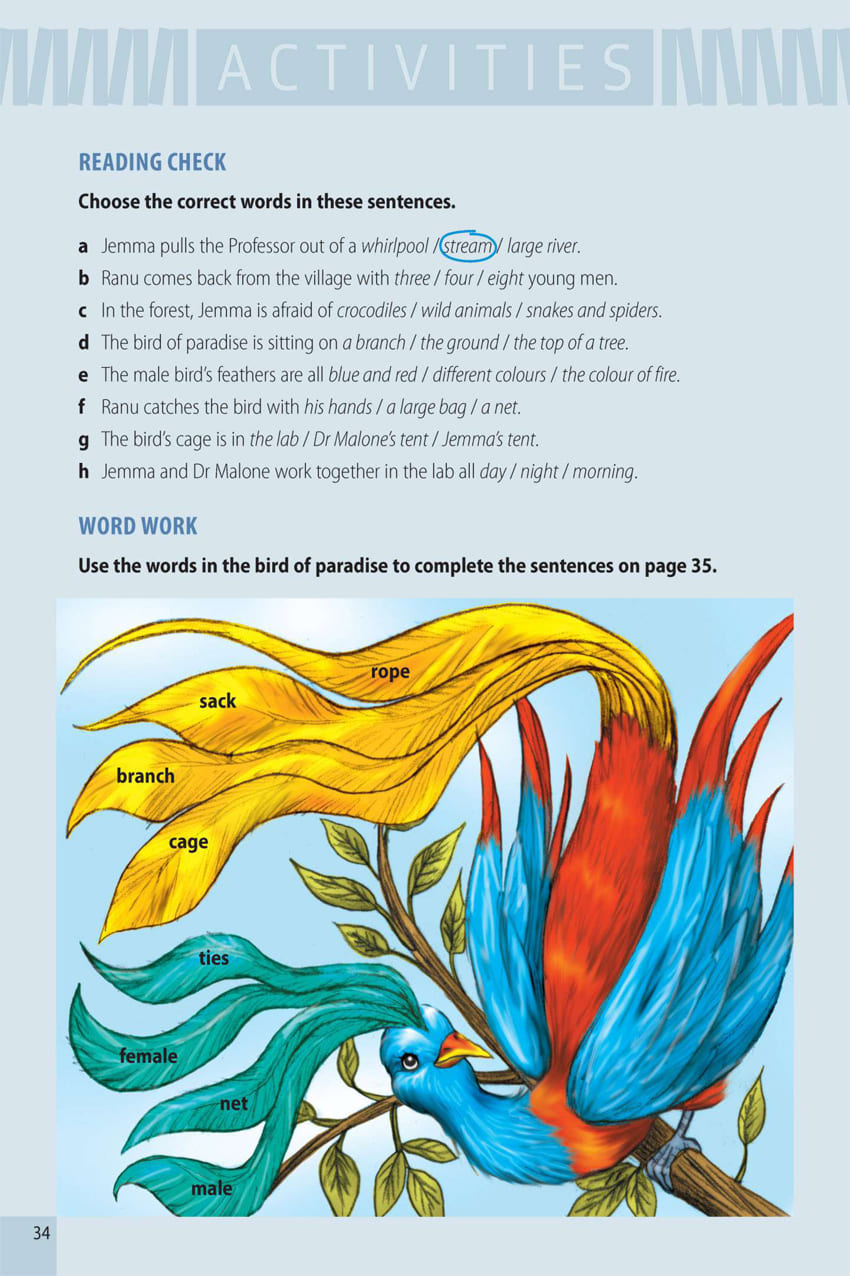 ACTIVITIES
READING CHECK
Choose the correct words in these sentences.
a Jemma pulls the Professor out of a whirlpool / stream / large river.
b Ranu comes back from the village with three / four / eight young men.
c In the forest, Jemma is afraid of crocodiles / wild animals / snakes and spiders.
d The bird of paradise is sitting on a branch / the ground / the top of a tree.
e The male bird's feathers are all blue and red / different colours / the colour of fire.
f Ranu catches the bird with his hands / a large bag / a net.
g The bird's cage is in the lab / Dr Malone's tent / Jemma's tent.
h Jemma and Dr Malone work together in the lab all day / night / morning.
WORD WORK
Use the words in the bird of paradise to complete the sentences on page 35.
rope
sack
branch
cage
ties
female
net
male
34